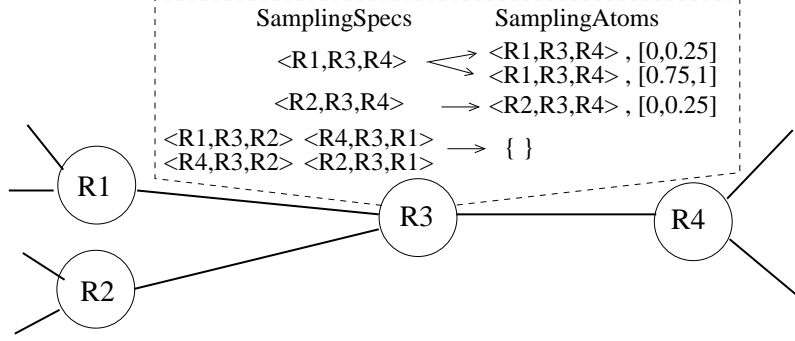 SamplingSpecs SamplingAtoms
<R1,R3,R4> <R1,R3,R4> , [0,0.25]
<R1,R3,R4> , [0.75,1]
<R2,R3,R4> <R2,R3,R4> , [0,0.25]
<R1,R3,R2> <R4,R3,R1> { }
<R4,R3,R2> <R2,R3,R1>
R1
R3
R4
R2